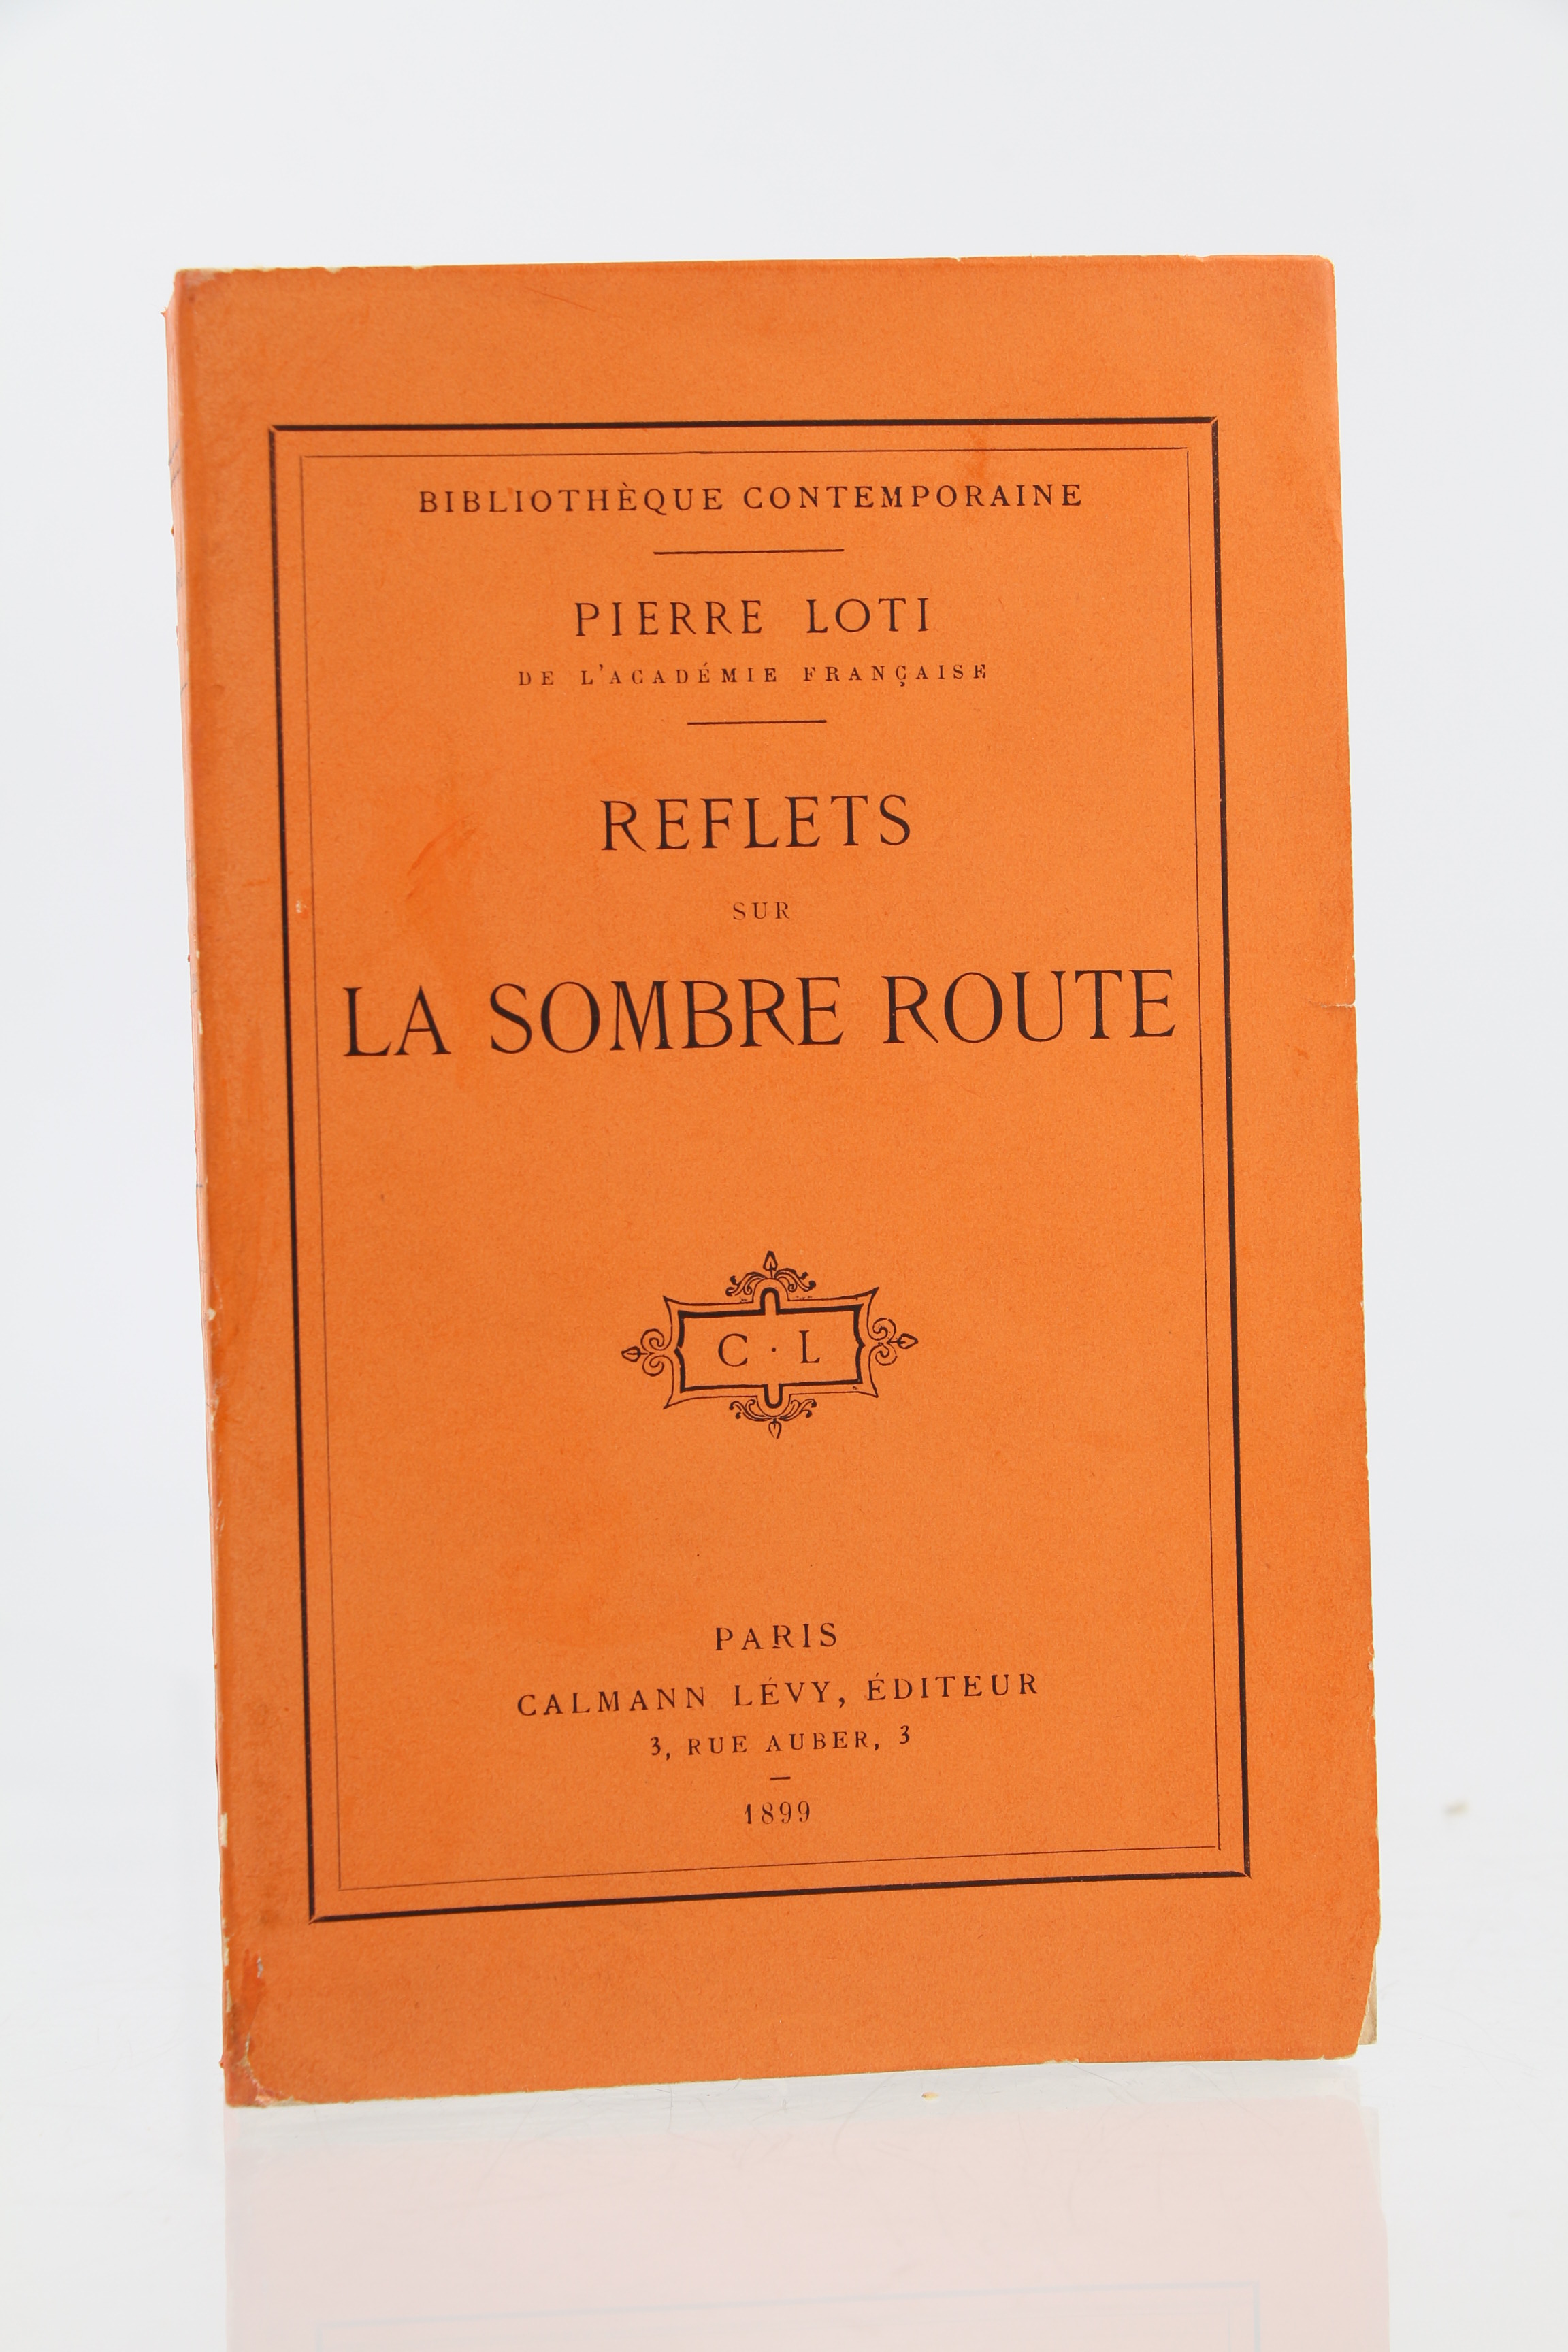 BIBLIOTHÈQUE CONTEMPORAINE
PIERRE LOTI
DE L'ACADÉMIE FRANÇAISE
REFLETS
SUR
LA SOMBRE ROUTE
C · L
PARIS
CALMANN LÉVY, ÉDITEUR
3, RUE AUBER, 3
1899